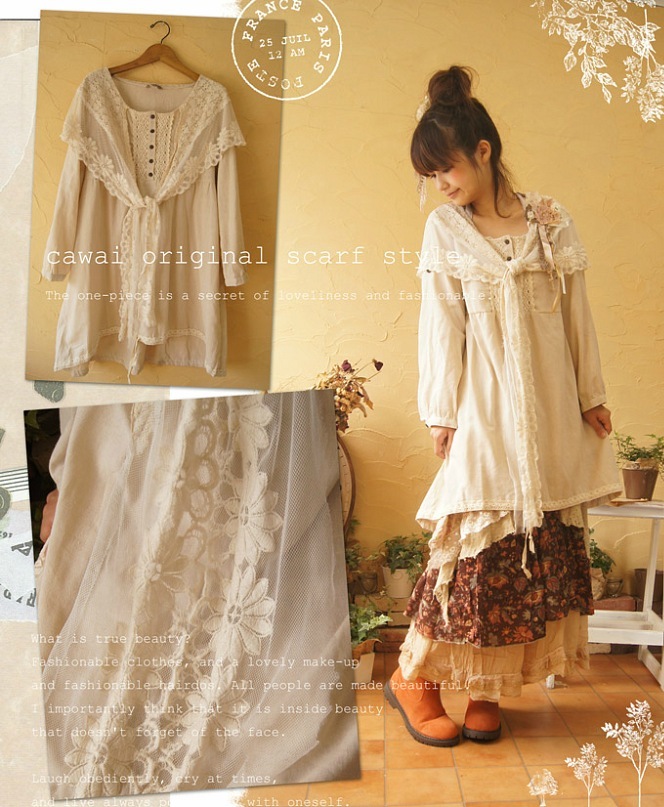 POSTE FRANCE PARIS
25 JUIL
12 AM
cawai original scarf style
The one-piece is a secret of loveliness and fashionable.
What is true beauty?
Fashionable clothes, and a lovely make-up
and fashionable hairdos. All people are made beautiful.
I importantly think that it is inside beauty
that doesn't forget of the face.
Laugh obediently, cry at times,
and live always with oneself.